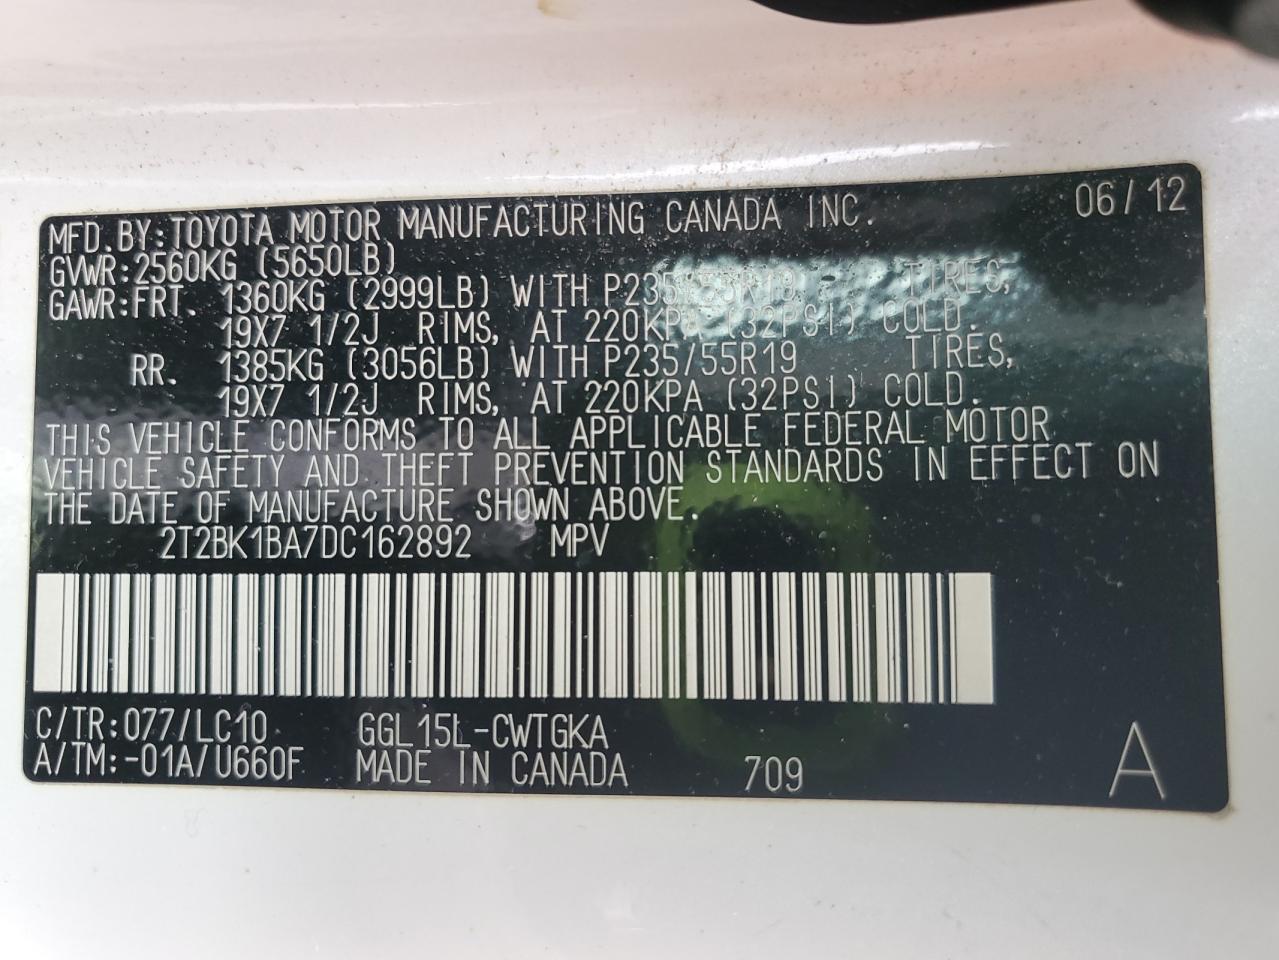 MFD. BY: TOYOTA MOTOR MANUFACTURING CANADA INC. 06/12
GVWR: 2560KG (5650LB)
GAWR: FRT. 1360KG (2999LB) WITH P235/55R19 TIRES,
19X7 1/2J RIMS, AT 220KPA (32PSI) COLD.
RR. 1385KG (3056LB) WITH P235/55R19 TIRES,
19X7 1/2J RIMS, AT 220KPA (32PSI) COLD.
THIS VEHICLE CONFORMS TO ALL APPLICABLE FEDERAL MOTOR
VEHICLE SAFETY AND THEFT PREVENTION STANDARDS IN EFFECT ON
THE DATE OF MANUFACTURE SHOWN ABOVE.
2T2BK1BA7DC162892 MPV
C/TR: 077/LC10 GGL15L-CWTGKA
A/TM: -01A/U660F MADE IN CANADA 709 A